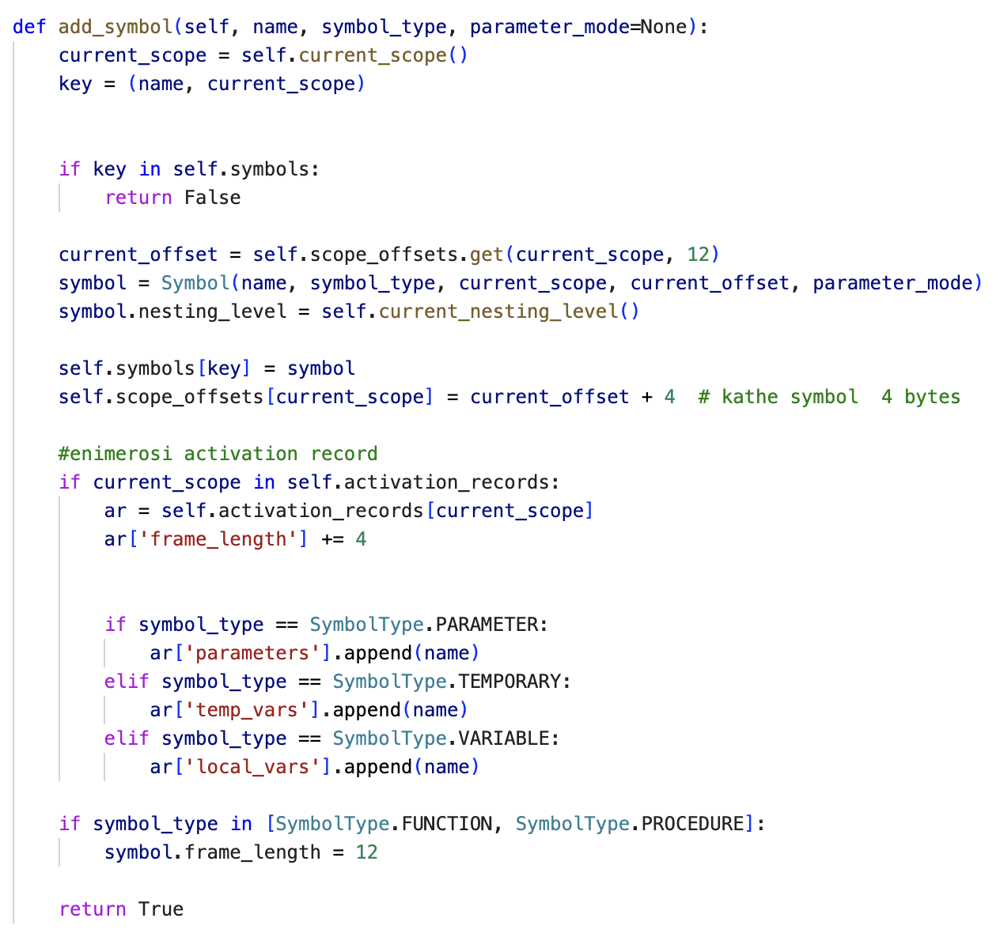 def add_symbol(self, name, symbol_type, parameter_mode=None):
    current_scope = self.current_scope()
    key = (name, current_scope)


    if key in self.symbols:
        return False

    current_offset = self.scope_offsets.get(current_scope, 12)
    symbol = Symbol(name, symbol_type, current_scope, current_offset, parameter_mode)
    symbol.nesting_level = self.current_nesting_level()

    self.symbols[key] = symbol
    self.scope_offsets[current_scope] = current_offset + 4  # kathe symbol  4 bytes

    #enimerosi activation record
    if current_scope in self.activation_records:
        ar = self.activation_records[current_scope]
        ar['frame_length'] += 4


        if symbol_type == SymbolType.PARAMETER:
            ar['parameters'].append(name)
        elif symbol_type == SymbolType.TEMPORARY:
            ar['temp_vars'].append(name)
        elif symbol_type == SymbolType.VARIABLE:
            ar['local_vars'].append(name)

    if symbol_type in [SymbolType.FUNCTION, SymbolType.PROCEDURE]:
        symbol.frame_length = 12

    return True